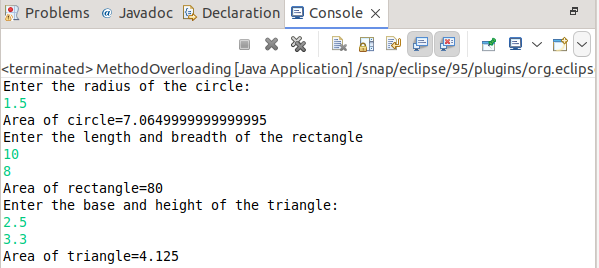 Problems @ Javadoc Declaration Console
<terminated> MethodOverloading [Java Application] /snap/eclipse/95/plugins/org.eclips
Enter the radius of the circle:
1.5
Area of circle=7.0649999999999995
Enter the length and breadth of the rectangle
10
8
Area of rectangle=80
Enter the base and height of the triangle:
2.5
3.3
Area of triangle=4.125